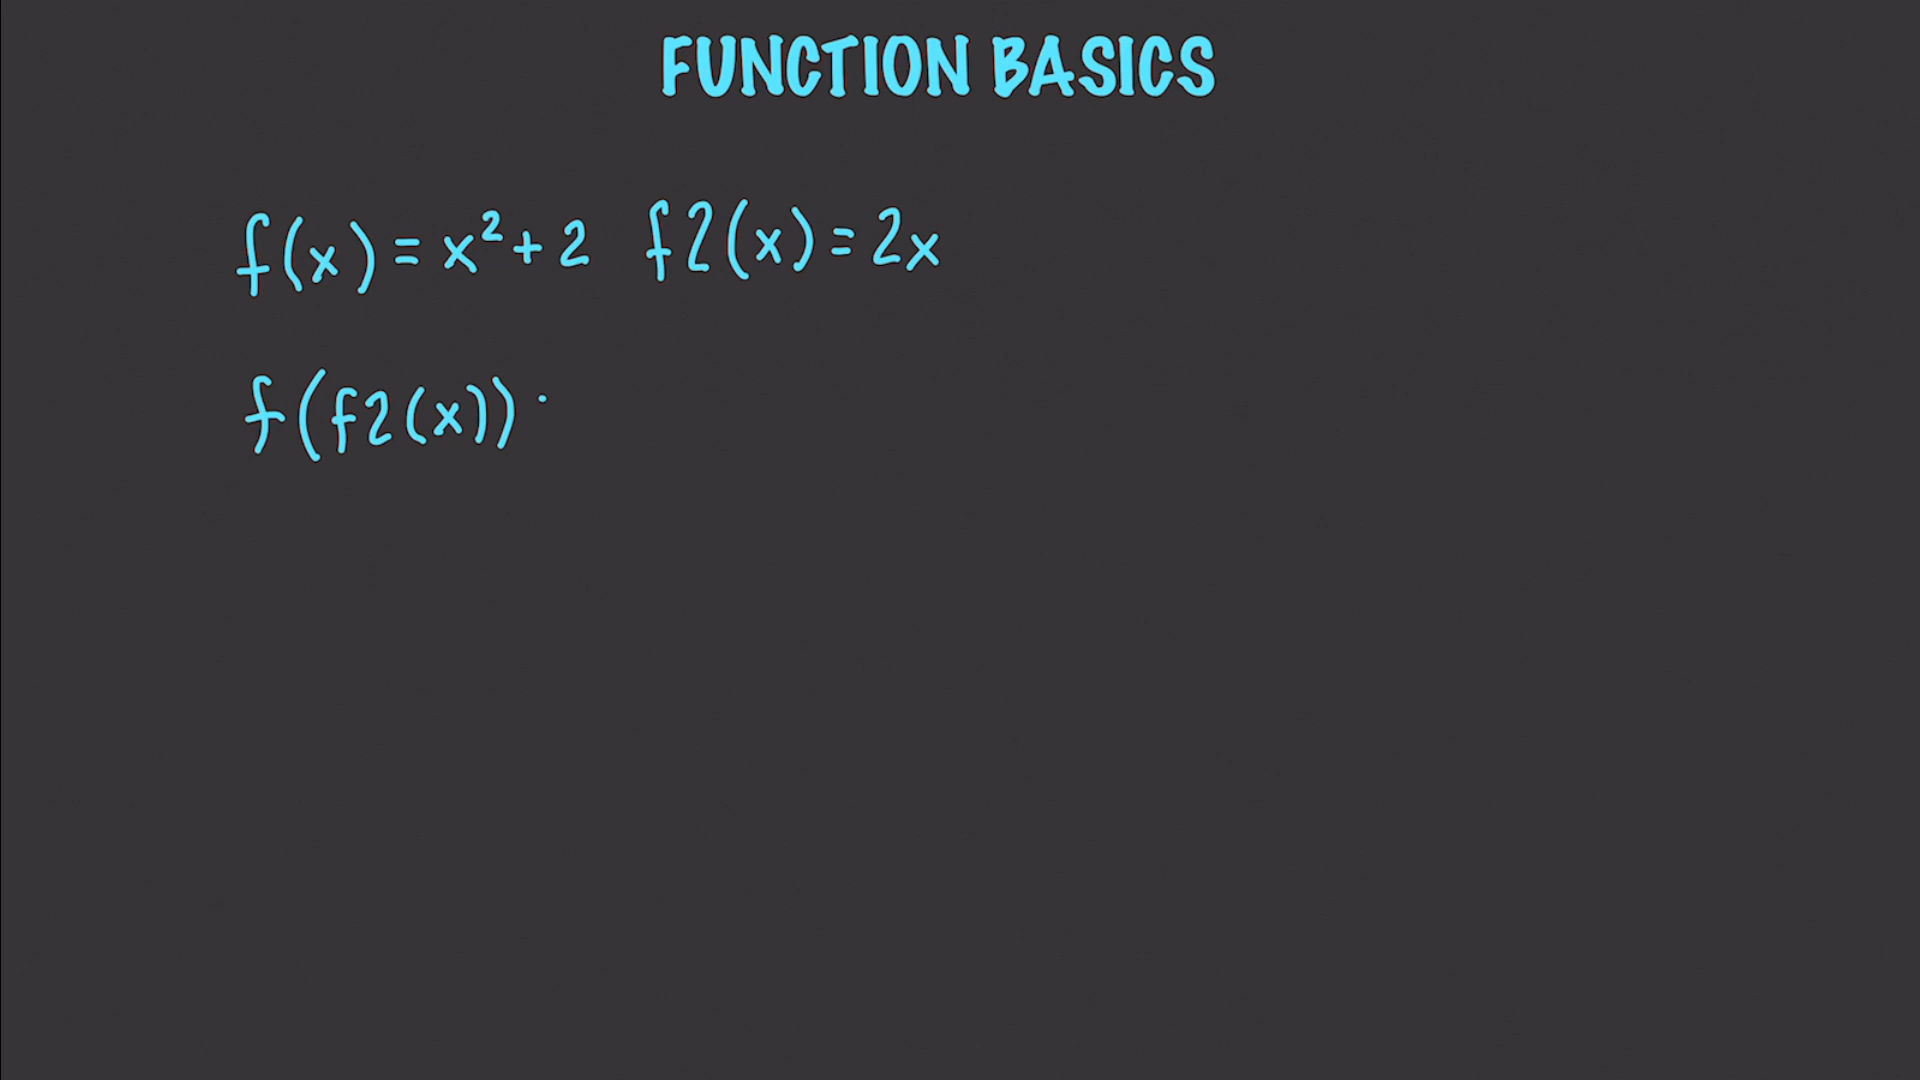 FUNCTION BASICS
f(x) = x²+2 f2(x) = 2x
f(f2(x))